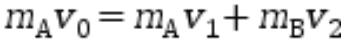 m_A v_0 = m_A v_1 + m_B v_2